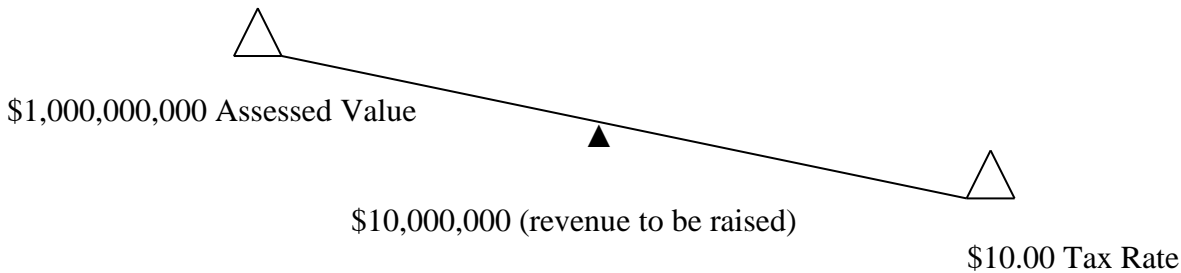 $1,000,000,000 Assessed Value
$10,000,000 (revenue to be raised)
$10.00 Tax Rate